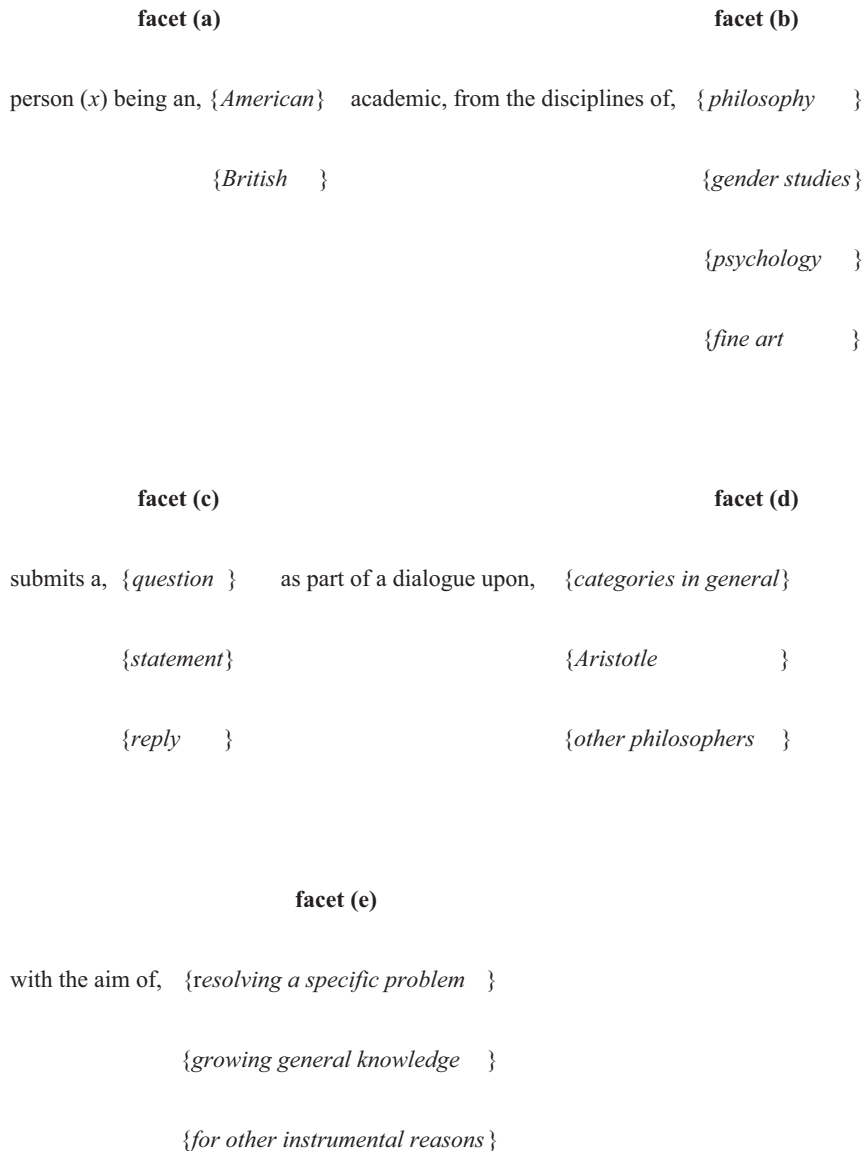 facet (a) facet (b)
person (x) being an, {American} academic, from the disciplines of, {philosophy }
{British } {gender studies}
{psychology }
{fine art }
facet (c) facet (d)
submits a, {question } as part of a dialogue upon, {categories in general}
{statement} {Aristotle }
{reply } {other philosophers }
facet (e)
with the aim of, {resolving a specific problem }
{growing general knowledge }
{for other instrumental reasons}